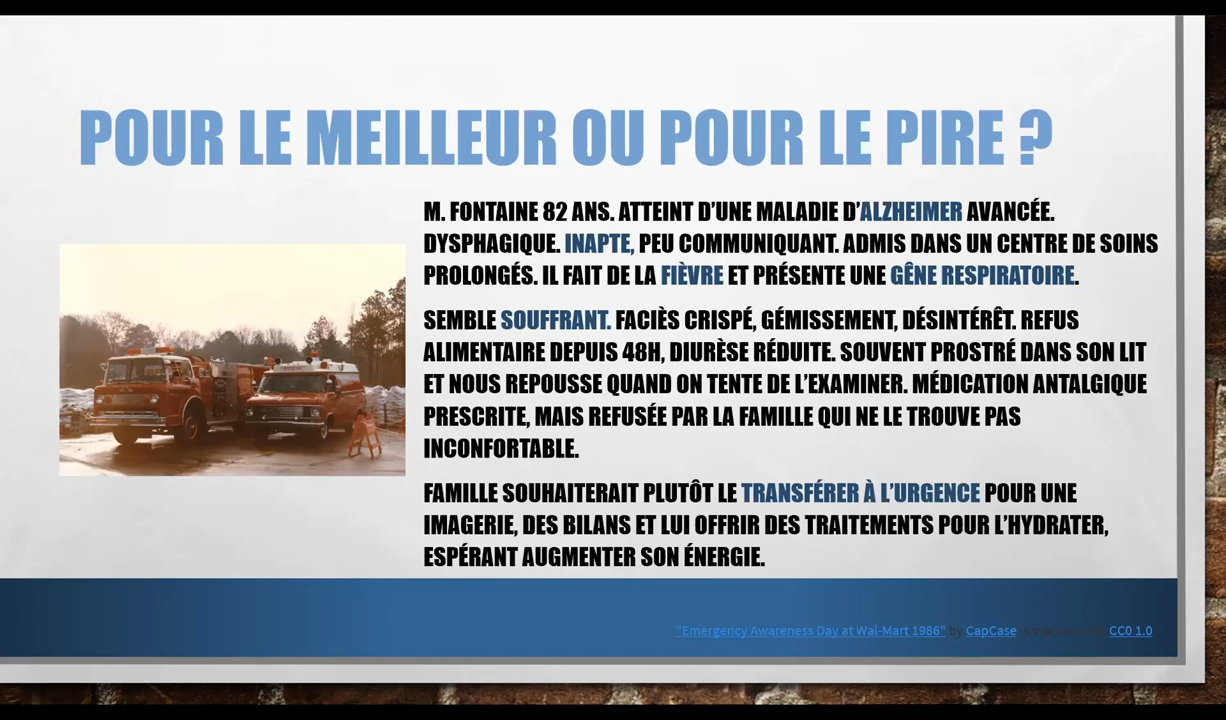 POUR LE MEILLEUR OU POUR LE PIRE ?
M. FONTAINE 82 ANS. ATTEINT D'UNE MALADIE D'ALZHEIMER AVANCÉE.
DYSPHAGIQUE. INAPTE, PEU COMMUNIQUANT. ADMIS DANS UN CENTRE DE SOINS
PROLONGÉS. IL FAIT DE LA FIÈVRE ET PRÉSENTE UNE GÊNE RESPIRATOIRE.
SEMBLE SOUFFRANT. FACIÈS CRISPÉ, GÉMISSEMENT, DÉSINTÉRÊT. REFUS
ALIMENTAIRE DEPUIS 48H, DIURÈSE RÉDUITE. SOUVENT PROSTRÉ DANS SON LIT
ET NOUS REPOUSSE QUAND ON TENTE DE L'EXAMINER. MÉDICATION ANTALGIQUE
PRESCRITE, MAIS REFUSÉE PAR LA FAMILLE QUI NE LE TROUVE PAS
INCONFORTABLE.
FAMILLE SOUHAITERAIT PLUTÔT LE TRANSFÉRER À L'URGENCE POUR UNE
IMAGERIE, DES BILANS ET LUI OFFRIR DES TRAITEMENTS POUR L'HYDRATER,
ESPÉRANT AUGMENTER SON ÉNERGIE.
"Emergency Awareness Day at Wal-Mart 1986" by CapCase is marked with CC0 1.0